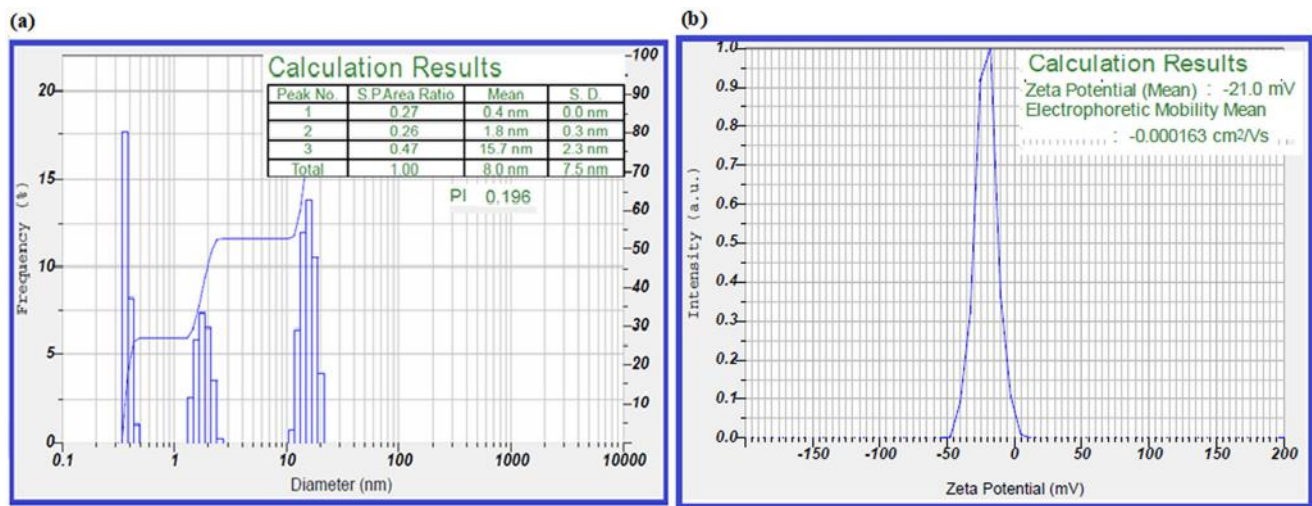 (a)
Calculation Results
Peak No. S.P.Area Ratio Mean S. D.
1 0.27 0.4 nm 0.0 nm
2 0.26 1.8 nm 0.3 nm
3 0.47 15.7 nm 2.3 nm
Total 1.00 8.0 nm 7.5 nm
PI 0.196
Frequency (%)
20
15
10
5
0
100
90
80
70
60
50
40
30
20
10
0.1 1 10 100 1000 10000
Diameter (nm)
(b)
Calculation Results
Zeta Potential (Mean) : -21.0 mV
Electrophoretic Mobility Mean
: -0.000163 cm2/Vs
Intensity (a.u.)
1.0
0.9
0.8
0.7
0.6
0.5
0.4
0.3
0.2
0.1
0.0
-150 -100 -50 0 50 100 150 200
Zeta Potential (mV)